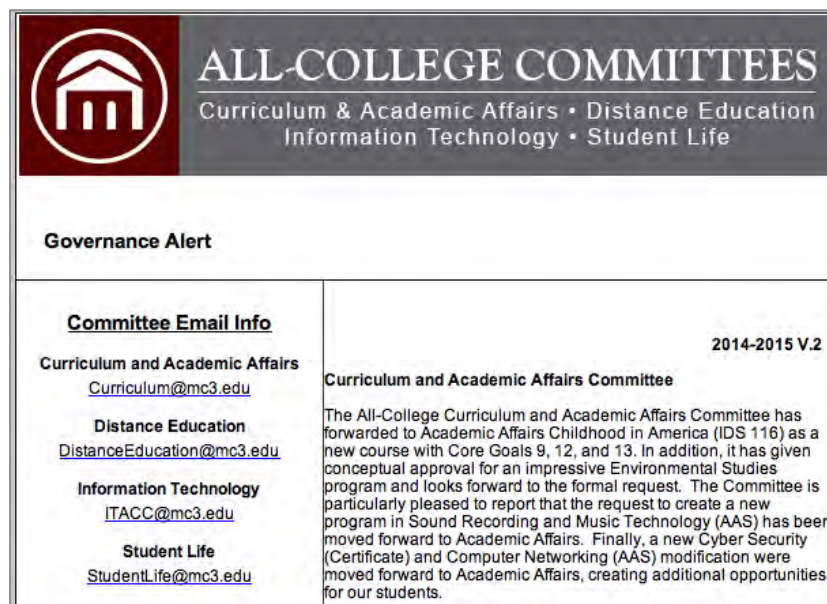 ALL-COLLEGE COMMITTEES
Curriculum & Academic Affairs • Distance Education
Information Technology • Student Life
Governance Alert
Committee Email Info
Curriculum and Academic Affairs
Curriculum@mc3.edu
Distance Education
DistanceEducation@mc3.edu
Information Technology
ITACC@mc3.edu
Student Life
StudentLife@mc3.edu
2014-2015 V.2
Curriculum and Academic Affairs Committee
The All-College Curriculum and Academic Affairs Committee has
forwarded to Academic Affairs Childhood in America (IDS 116) as a
new course with Core Goals 9, 12, and 13. In addition, it has given
conceptual approval for an impressive Environmental Studies
program and looks forward to the formal request. The Committee is
particularly pleased to report that the request to create a new
program in Sound Recording and Music Technology (AAS) has been
moved forward to Academic Affairs. Finally, a new Cyber Security
(Certificate) and Computer Networking (AAS) modification were
moved forward to Academic Affairs, creating additional opportunities
for our students.